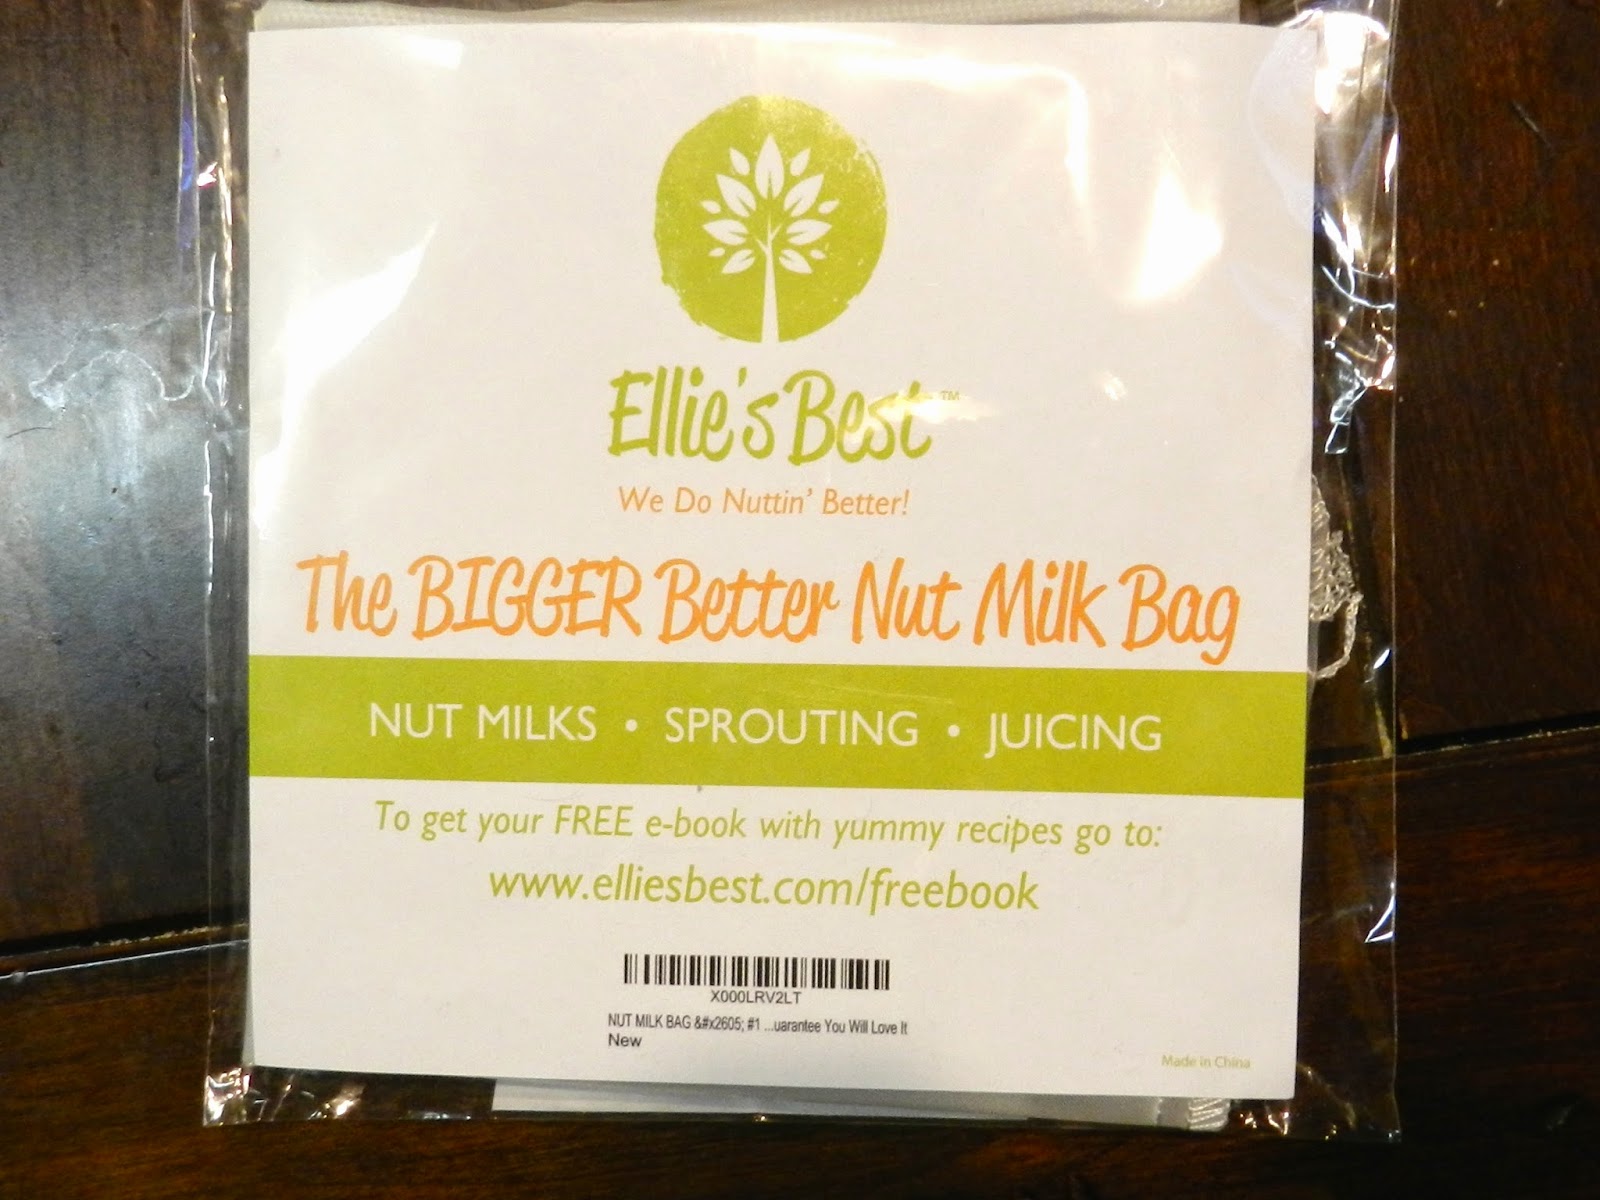 Ellie's Best™
We Do Nuttin' Better!
The BIGGER Better Nut Milk Bag
NUT MILKS • SPROUTING • JUICING
To get your FREE e-book with yummy recipes go to:
www.elliesbest.com/freebook
X000LRV2LT
NUT MILK BAG &#x2605; #1 ...uarantee You Will Love It
New
Made in China